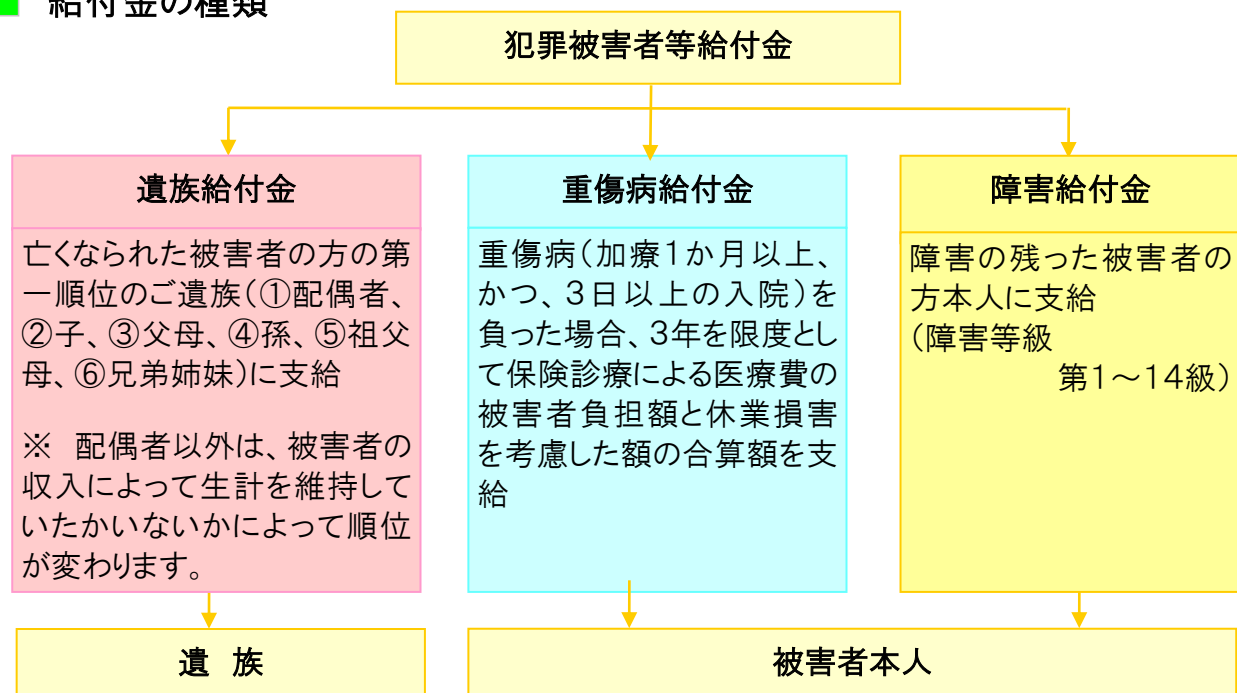 給付金の種類
犯罪被害者等給付金
遺族給付金
亡くなられた被害者の方の第
一順位のご遺族(①配偶者、
②子、③父母、④孫、⑤祖父
母、⑥兄弟姉妹)に支給
※ 配偶者以外は、被害者の
収入によって生計を維持して
いたかいないかによって順位
が変わります。
重傷病給付金
重傷病(加療1か月以上、
かつ、3日以上の入院)を
負った場合、3年を限度とし
て保険診療による医療費の
被害者負担額と休業損害
を考慮した額の合算額を支
給
障害給付金
障害の残った被害者の
方本人に支給
(障害等級
第1~14級)
遺 族
被害者本人